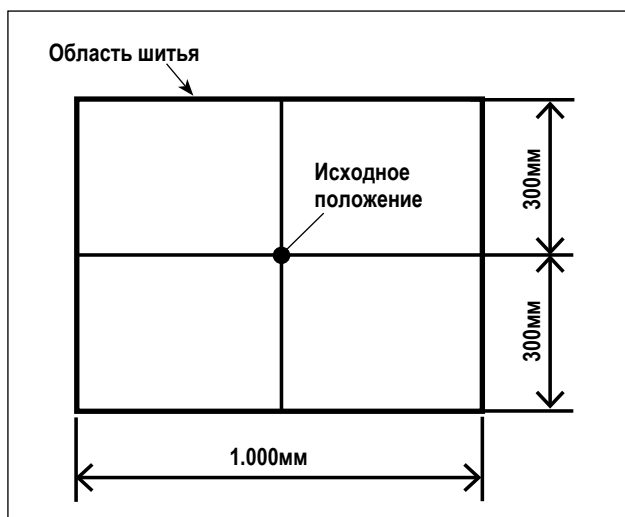 Область шитья
Исходное
положение
300мм
300мм
1.000мм